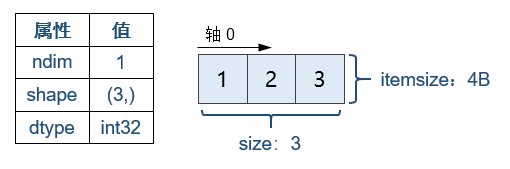 属性 值
ndim 1
shape (3,)
dtype int32
轴 0
1 2 3
itemsize：4B
size：3